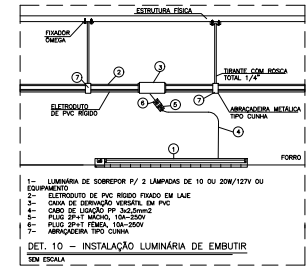 ESTRUTURA FÍSICA
FIXADOR
ÔMEGA
3
2
7
7
TIRANTE COM ROSCA
TOTAL 1/4"
6
5
ELETRODUTO
DE PVC RÍGIDO
ABRAÇADEIRA METÁLICA
TIPO CUNHA
4
1
FORRO
1- LUMINÁRIA DE SOBREPOR P/ 2 LÂMPADAS DE 10 OU 20W/127V OU
EQUIPAMENTO
2- ELETRODUTO DE PVC RÍGIDO FIXADO EM LAJE
3- CAIXA DE DERIVAÇÃO VERSÁTIL EM PVC
4- CABO DE LIGAÇÃO PP 3x2,5mm2
5- PLUG 2P+T MACHO, 10A-250V
6- PLUG 2P+T FÊMEA, 10A-250V
7- ABRAÇADEIRA TIPO CUNHA
DET. 10 - INSTALAÇÃO LUMINÁRIA DE EMBUTIR
SEM ESCALA